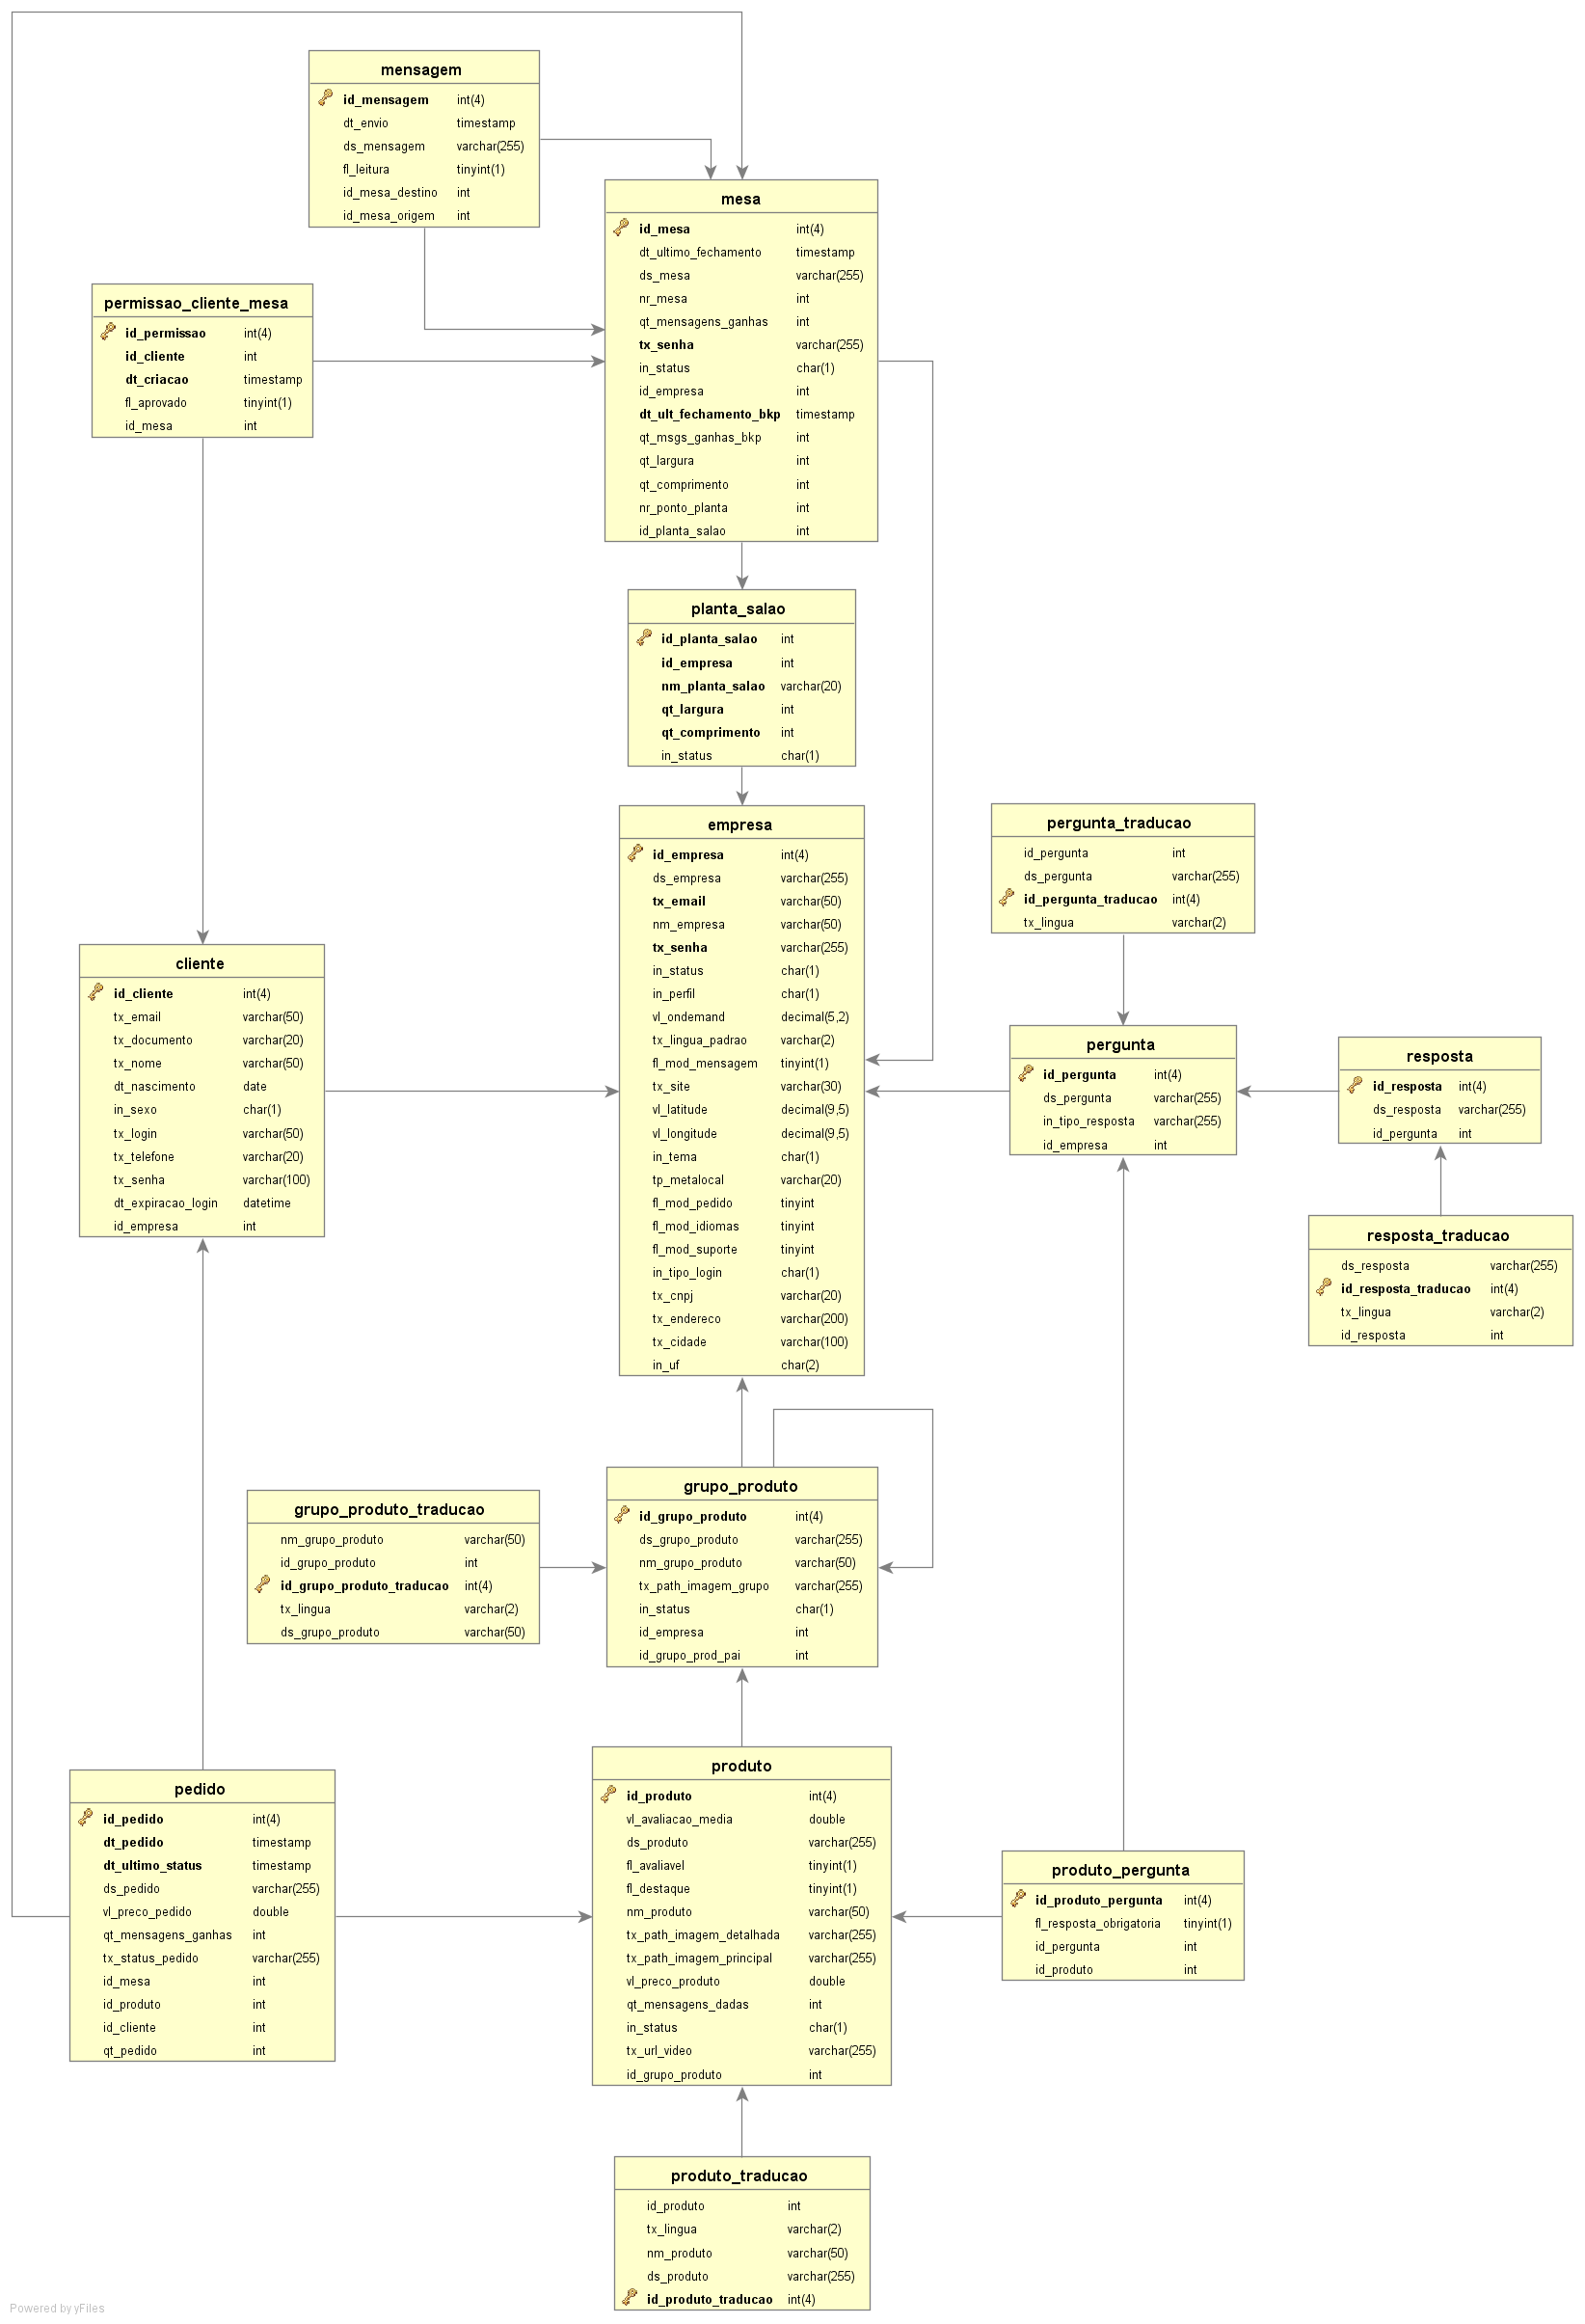 mensagem
id_mensagem int(4)
dt_envio timestamp
ds_mensagem varchar(255)
fl_leitura tinyint(1)
id_mesa_destino int
id_mesa_origem int
mesa
id_mesa int(4)
dt_ultimo_fechamento timestamp
ds_mesa varchar(255)
nr_mesa int
qt_mensagens_ganhas int
tx_senha varchar(255)
in_status char(1)
id_empresa int
dt_ult_fechamento_bkp timestamp
qt_msgs_ganhas_bkp int
qt_largura int
qt_comprimento int
nr_ponto_planta int
id_planta_salao int
permissao_cliente_mesa
id_permissao int(4)
id_cliente int
dt_criacao timestamp
fl_aprovado tinyint(1)
id_mesa int
planta_salao
id_planta_salao int
id_empresa int
nm_planta_salao varchar(20)
qt_largura int
qt_comprimento int
in_status char(1)
empresa
id_empresa int(4)
ds_empresa varchar(255)
tx_email varchar(50)
nm_empresa varchar(50)
tx_senha varchar(255)
in_status char(1)
in_perfil char(1)
vl_ondemand decimal(5,2)
tx_lingua_padrao varchar(2)
fl_mod_mensagem tinyint(1)
tx_site varchar(30)
vl_latitude decimal(9,5)
vl_longitude decimal(9,5)
in_tema char(1)
tp_metalocal varchar(20)
fl_mod_pedido tinyint
fl_mod_idiomas tinyint
fl_mod_suporte tinyint
in_tipo_login char(1)
tx_cnpj varchar(20)
tx_endereco varchar(200)
tx_cidade varchar(100)
in_uf char(2)
pergunta_traducao
id_pergunta int
ds_pergunta varchar(255)
id_pergunta_traducao int(4)
tx_lingua varchar(2)
cliente
id_cliente int(4)
tx_email varchar(50)
tx_documento varchar(20)
tx_nome varchar(50)
dt_nascimento date
in_sexo char(1)
tx_login varchar(50)
tx_telefone varchar(20)
tx_senha varchar(100)
dt_expiracao_login datetime
id_empresa int
pergunta
id_pergunta int(4)
ds_pergunta varchar(255)
in_tipo_resposta varchar(255)
id_empresa int
resposta
id_resposta int(4)
ds_resposta varchar(255)
id_pergunta int
resposta_traducao
ds_resposta varchar(255)
id_resposta_traducao int(4)
tx_lingua varchar(2)
id_resposta int
grupo_produto
id_grupo_produto int(4)
ds_grupo_produto varchar(255)
nm_grupo_produto varchar(50)
tx_path_imagem_grupo varchar(255)
in_status char(1)
id_empresa int
id_grupo_prod_pai int
grupo_produto_traducao
nm_grupo_produto varchar(50)
id_grupo_produto int
id_grupo_produto_traducao int(4)
tx_lingua varchar(2)
ds_grupo_produto varchar(50)
produto
id_produto int(4)
vl_avaliacao_media double
ds_produto varchar(255)
fl_avaliavel tinyint(1)
fl_destaque tinyint(1)
nm_produto varchar(50)
tx_path_imagem_detalhada varchar(255)
tx_path_imagem_principal varchar(255)
vl_preco_produto double
qt_mensagens_dadas int
in_status char(1)
tx_url_video varchar(255)
id_grupo_produto int
pedido
id_pedido int(4)
dt_pedido timestamp
dt_ultimo_status timestamp
ds_pedido varchar(255)
vl_preco_pedido double
qt_mensagens_ganhas int
tx_status_pedido varchar(255)
id_mesa int
id_produto int
id_cliente int
qt_pedido int
produto_pergunta
id_produto_pergunta int(4)
fl_resposta_obrigatoria tinyint(1)
id_pergunta int
id_produto int
produto_traducao
id_produto int
tx_lingua varchar(2)
nm_produto varchar(50)
ds_produto varchar(255)
id_produto_traducao int(4)
Powered by yFiles